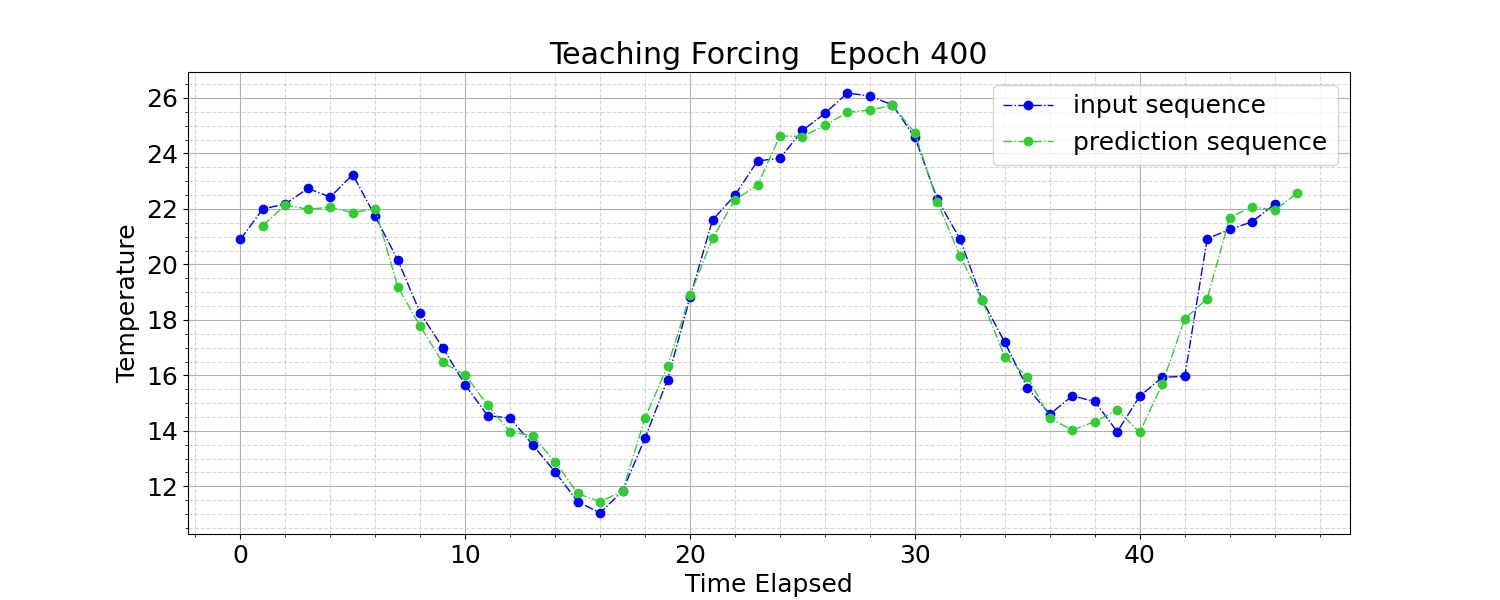 Teaching Forcing   Epoch 400
input sequence
prediction sequence
Temperature
26
24
22
20
18
16
14
12
0 10 20 30 40
Time Elapsed